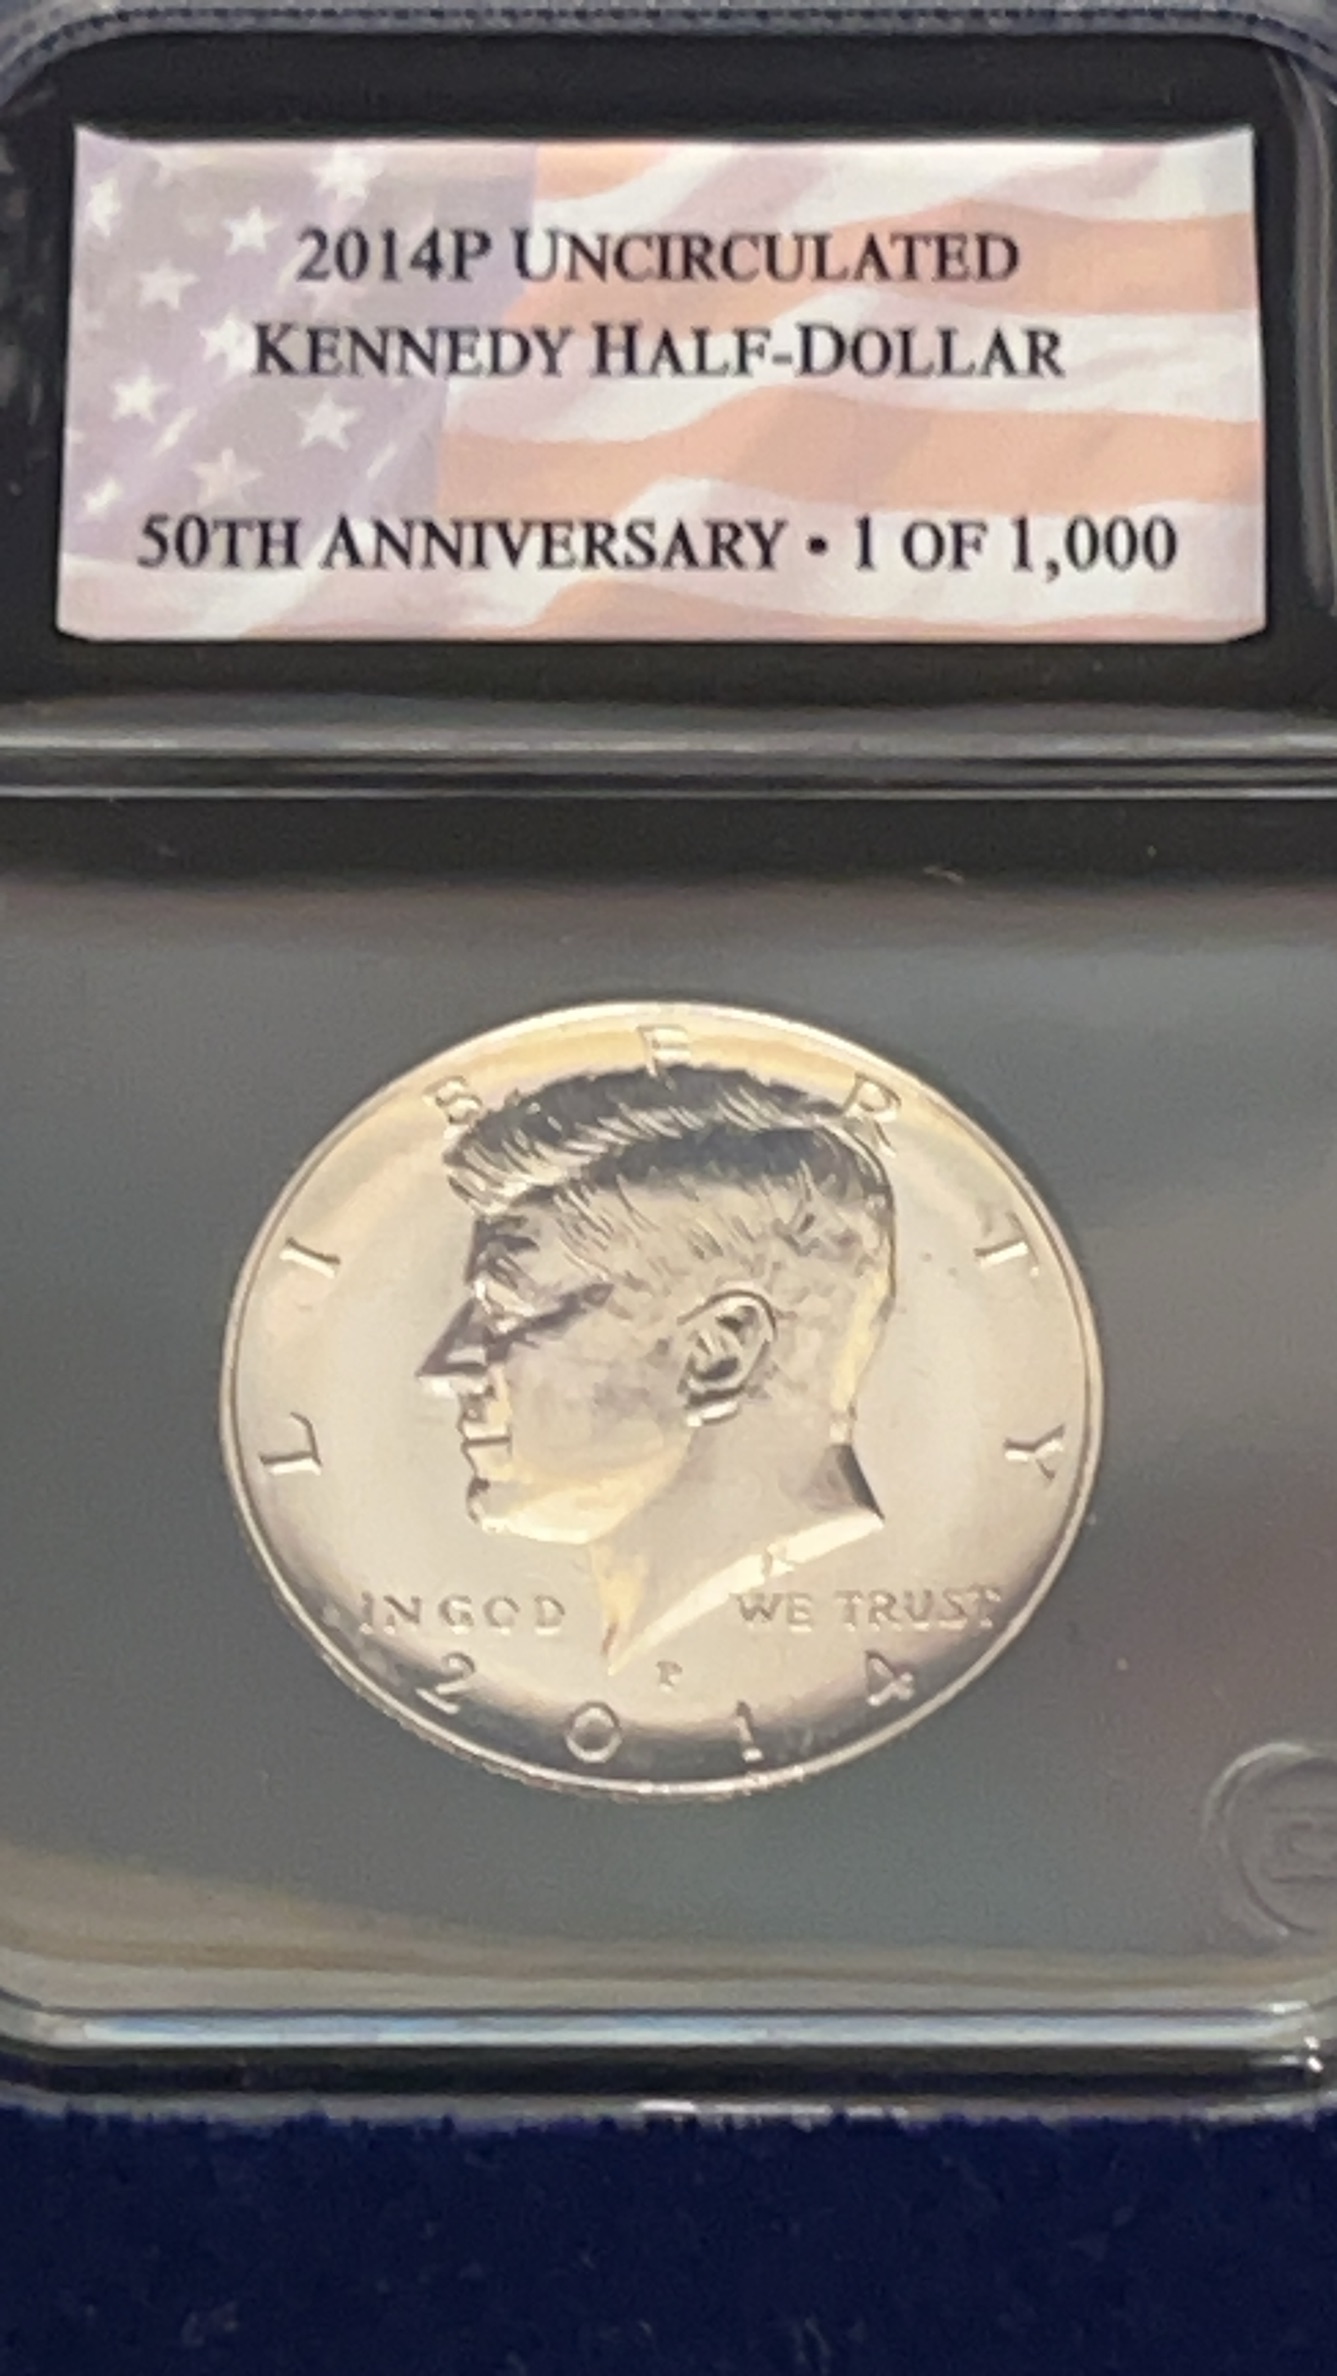 2014P UNCIRCULATED
KENNEDY HALF-DOLLAR
50TH ANNIVERSARY • 1 OF 1,000
LIBERTY
IN GOD WE TRUST
P
2014